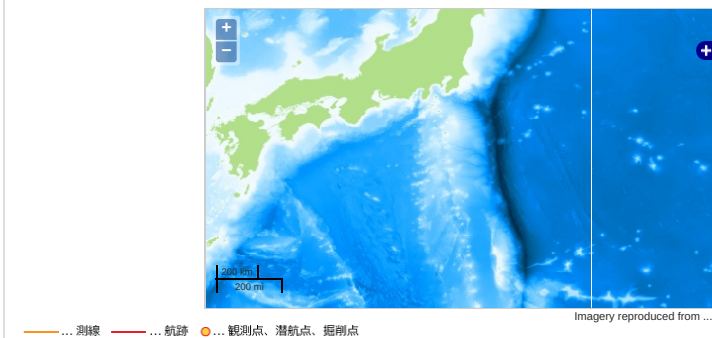 +
−
+
200 km
200 mi
Imagery reproduced from ...
... 測線 ... 航跡 ... 観測点、潜航点、掘削点